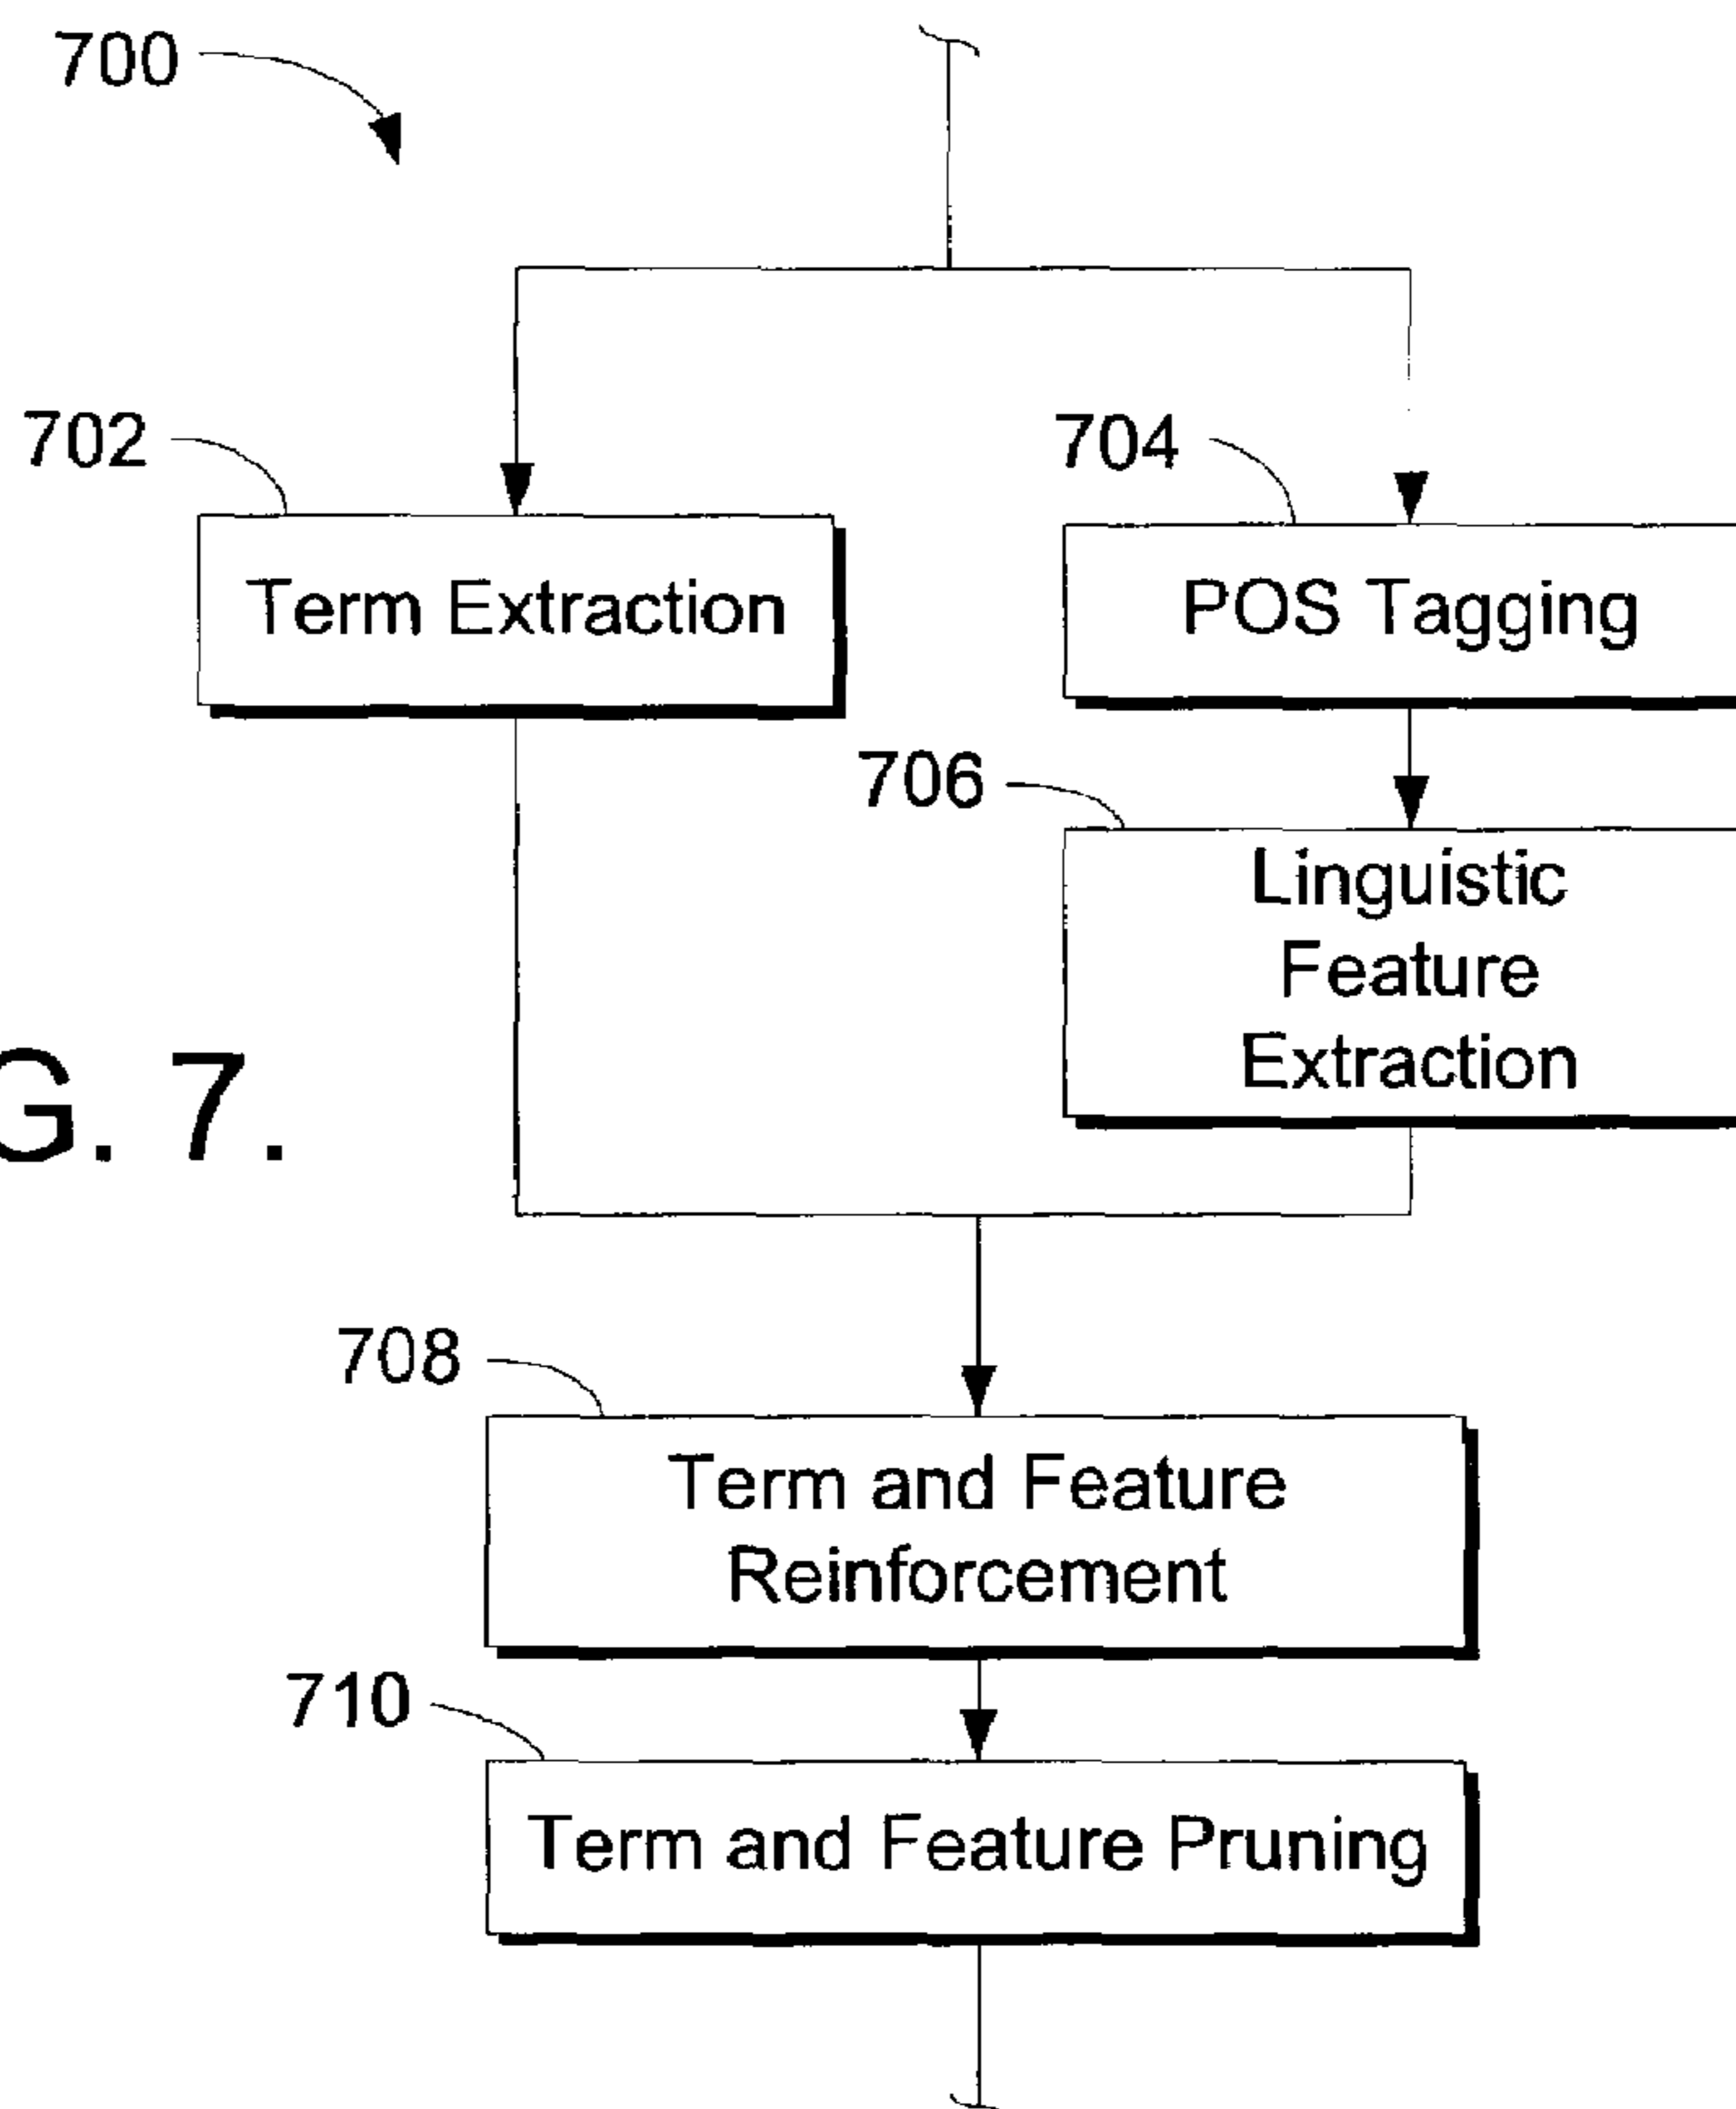 700
702
704
Term Extraction
POS Tagging
706
Linguistic
Feature
Extraction
G. 7.
708
Term and Feature
Reinforcement
710
Term and Feature Pruning